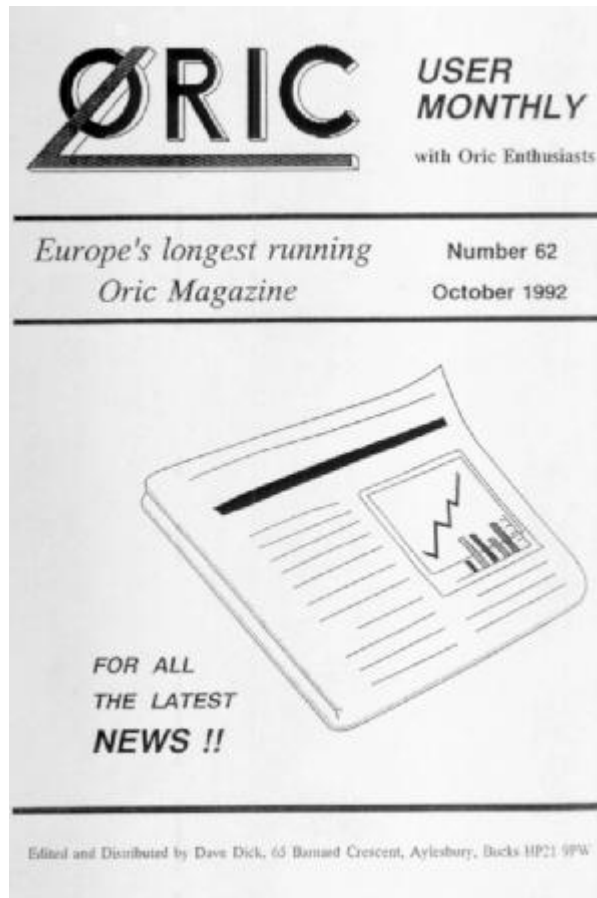 ØRIC
USER
MONTHLY
with Oric Enthusiasts
Europe's longest running
Oric Magazine
Number 62
October 1992
FOR ALL
THE LATEST
NEWS !!
Edited and Distributed by Dave Dick, 65 Barnard Crescent, Aylesbury, Bucks HP21 9PW